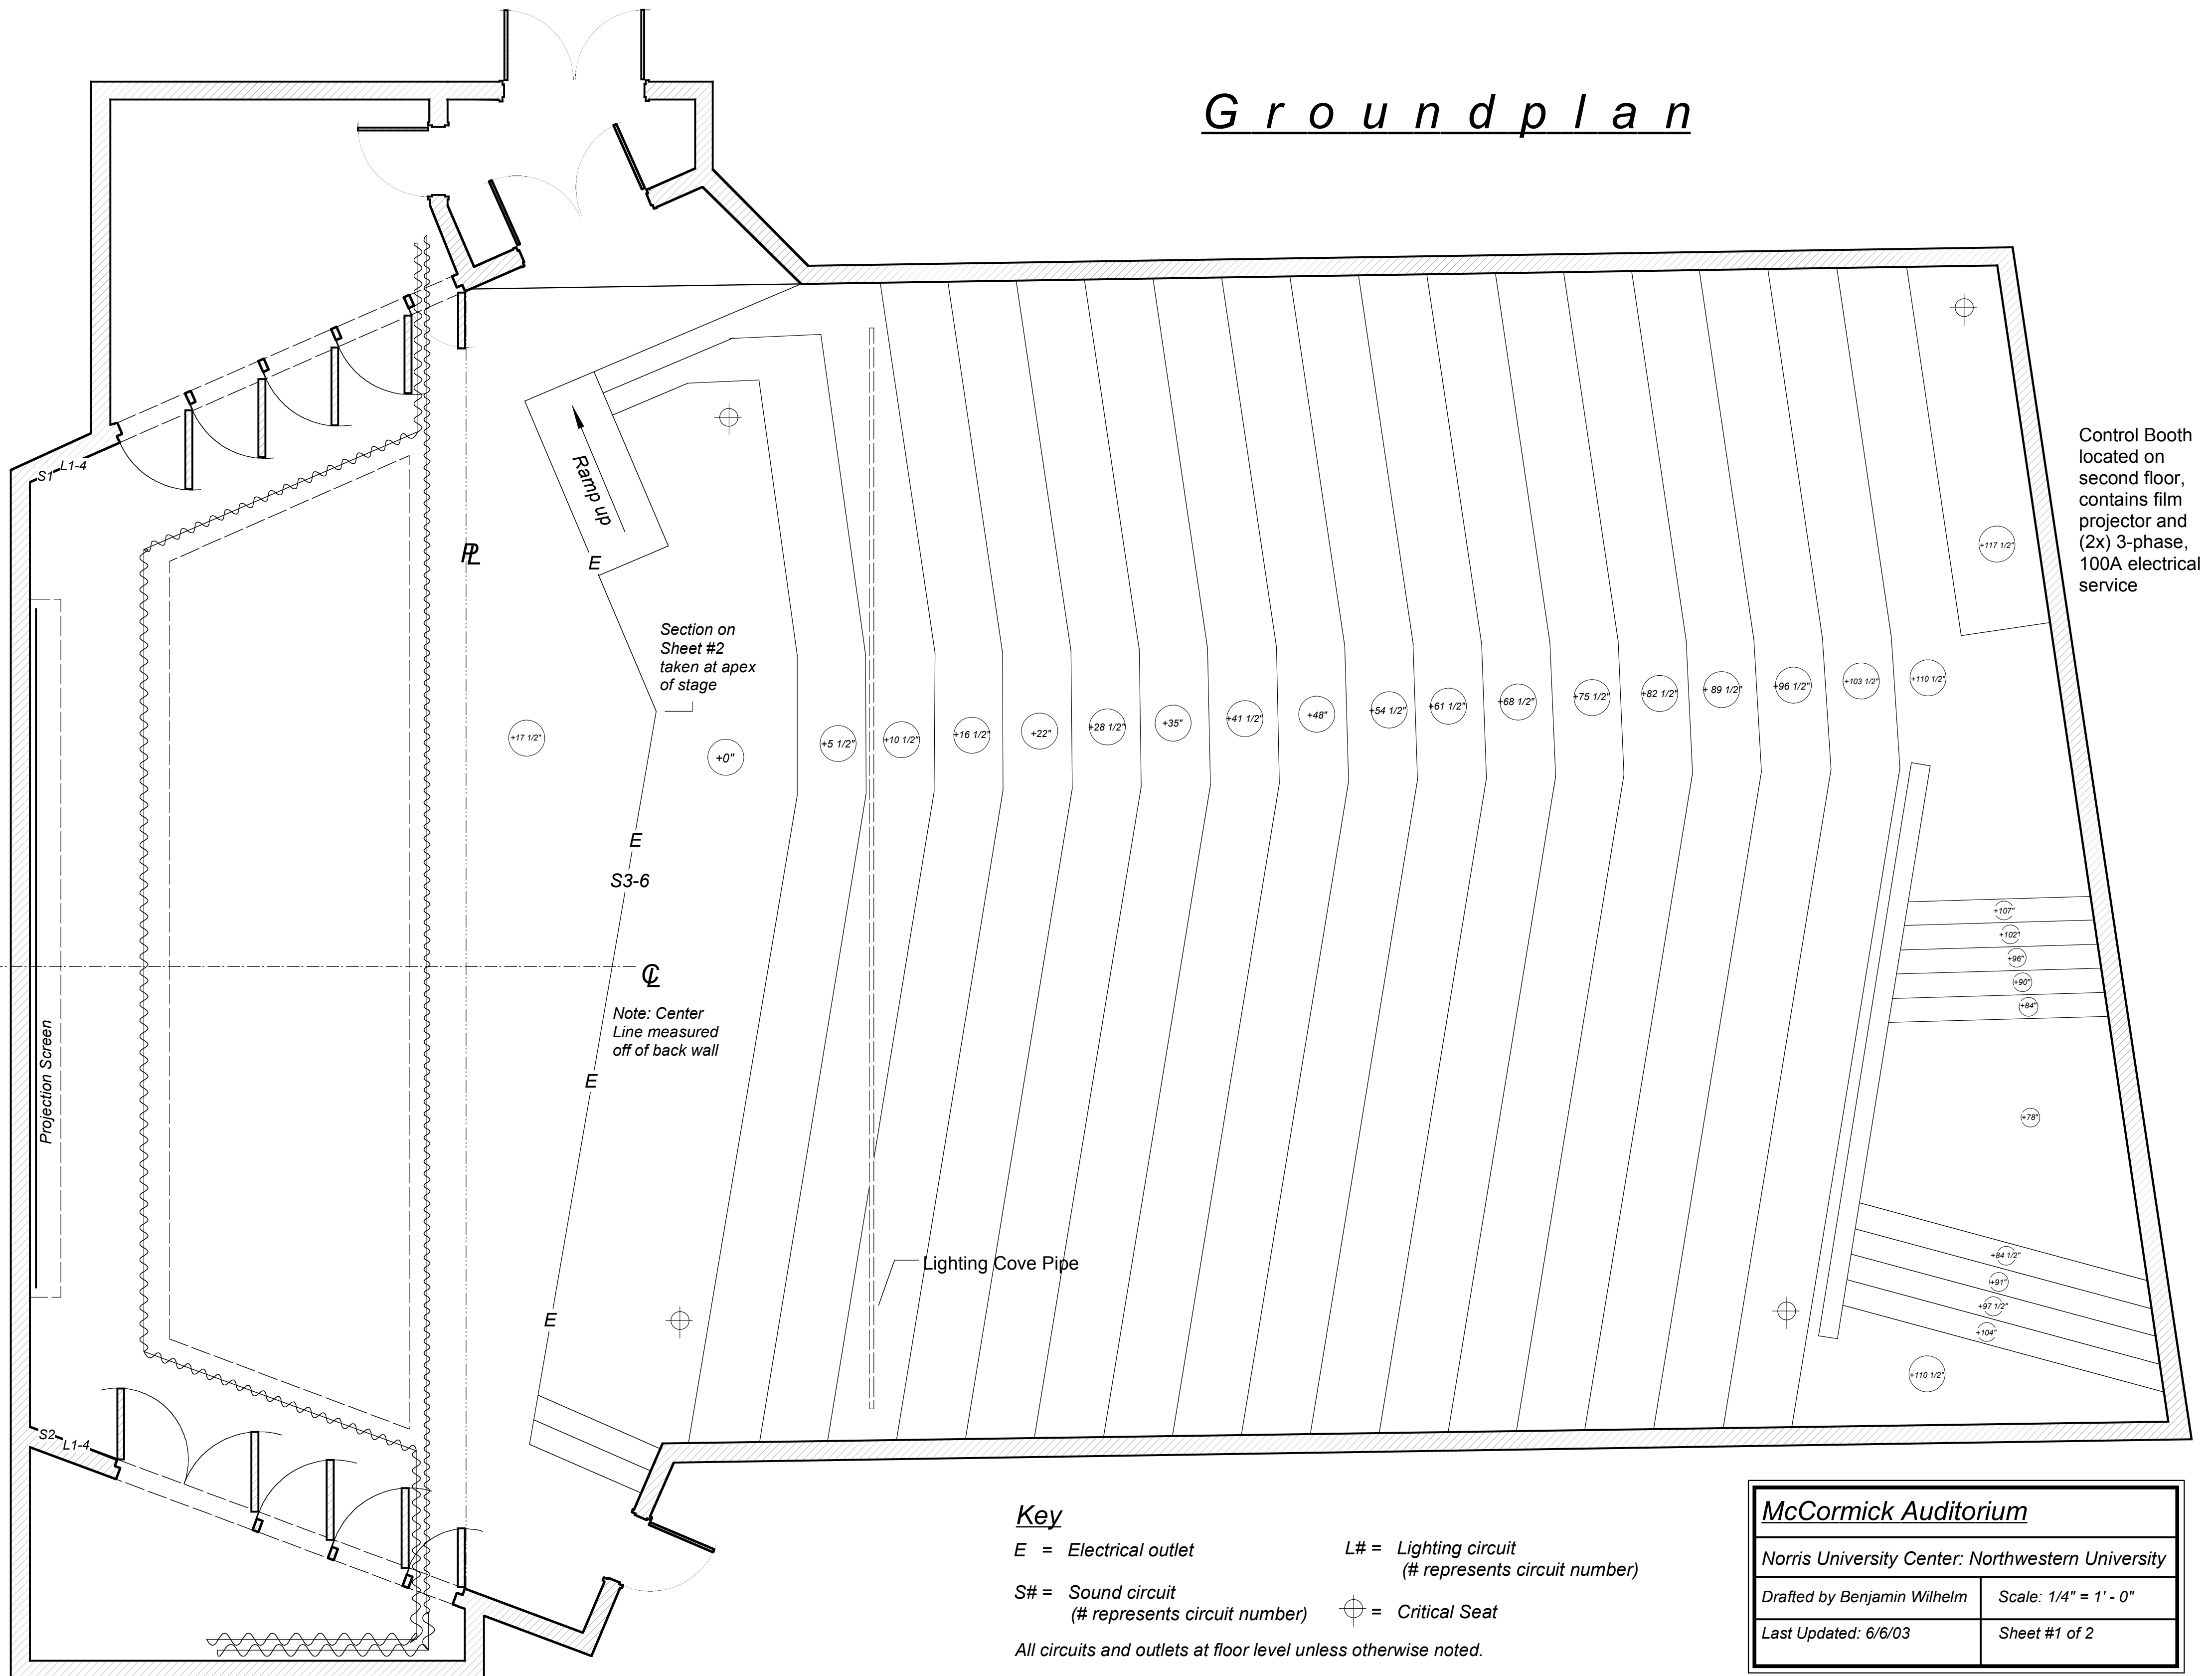 G r o u n d p l a n
Control Booth
located on
second floor,
contains film
projector and
(2x) 3-phase,
100A electrical
service
S1
L1-4
Ramp up
E
PL
Section on
Sheet #2
taken at apex
of stage
+17 1/2"
+0"
+5 1/2"
+10 1/2"
+16 1/2"
+22"
+28 1/2"
+35"
+41 1/2"
+48"
+54 1/2"
+61 1/2"
+68 1/2"
+75 1/2"
+82 1/2"
+ 89 1/2"
+96 1/2"
+103 1/2"
+110 1/2"
+117 1/2"
E
S3-6
CL
Note: Center
Line measured
off of back wall
E
E
Projection Screen
Lighting Cove Pipe
+107"
+102"
+96"
+90"
+84"
+78"
+84 1/2"
+91"
+97 1/2"
+104"
+110 1/2"
S2
L1-4
Key
E = Electrical outlet
S# = Sound circuit
(# represents circuit number)
L# = Lighting circuit
(# represents circuit number)
= Critical Seat
All circuits and outlets at floor level unless otherwise noted.
McCormick Auditorium
Norris University Center: Northwestern University
Drafted by Benjamin Wilhelm
Scale: 1/4" = 1' - 0"
Last Updated: 6/6/03
Sheet #1 of 2